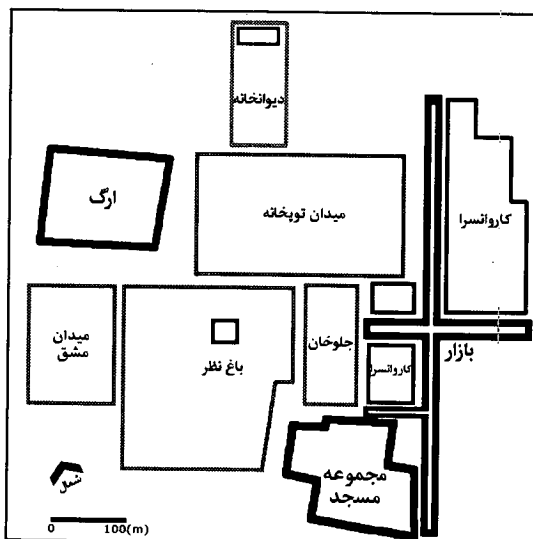 دیوانخانه
ارگ
میدان توپخانه
کاروانسرا
میدان
مشق
باغ نظر
جلوخان
بازار
کاروانسرا
مجموعه
مسجد
شمال
0 100(m)